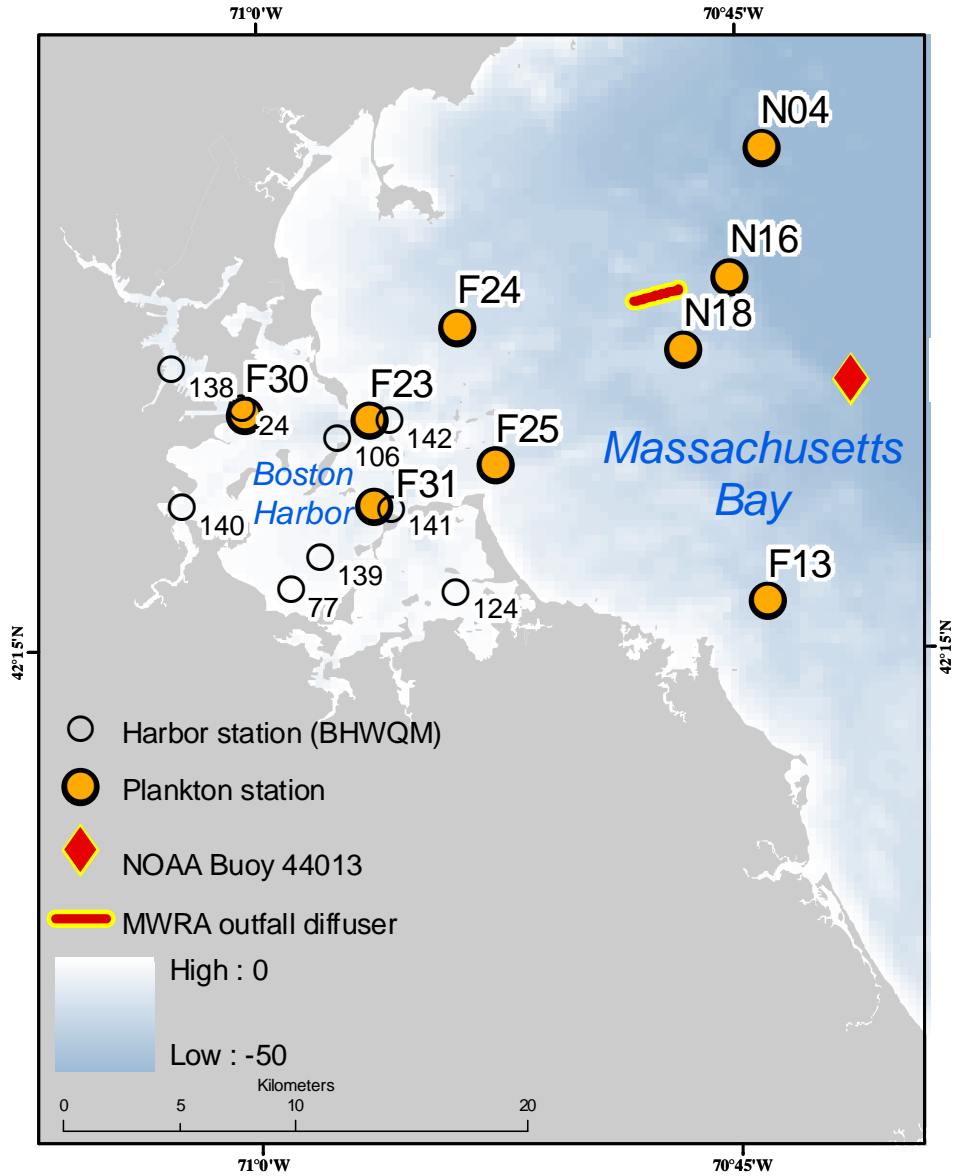 71°0'W
70°45'W
N04
N16
F24
N18
138
F30
F23
24
142
F25
106
Massachusetts
Bay
Boston
Harbor
F31
140
141
139
F13
77
124
42°15'N
42°15'N
Harbor station (BHWQM)
Plankton station
NOAA Buoy 44013
MWRA outfall diffuser
High : 0
Low : -50
Kilometers
0 5 10 20
71°0'W
70°45'W